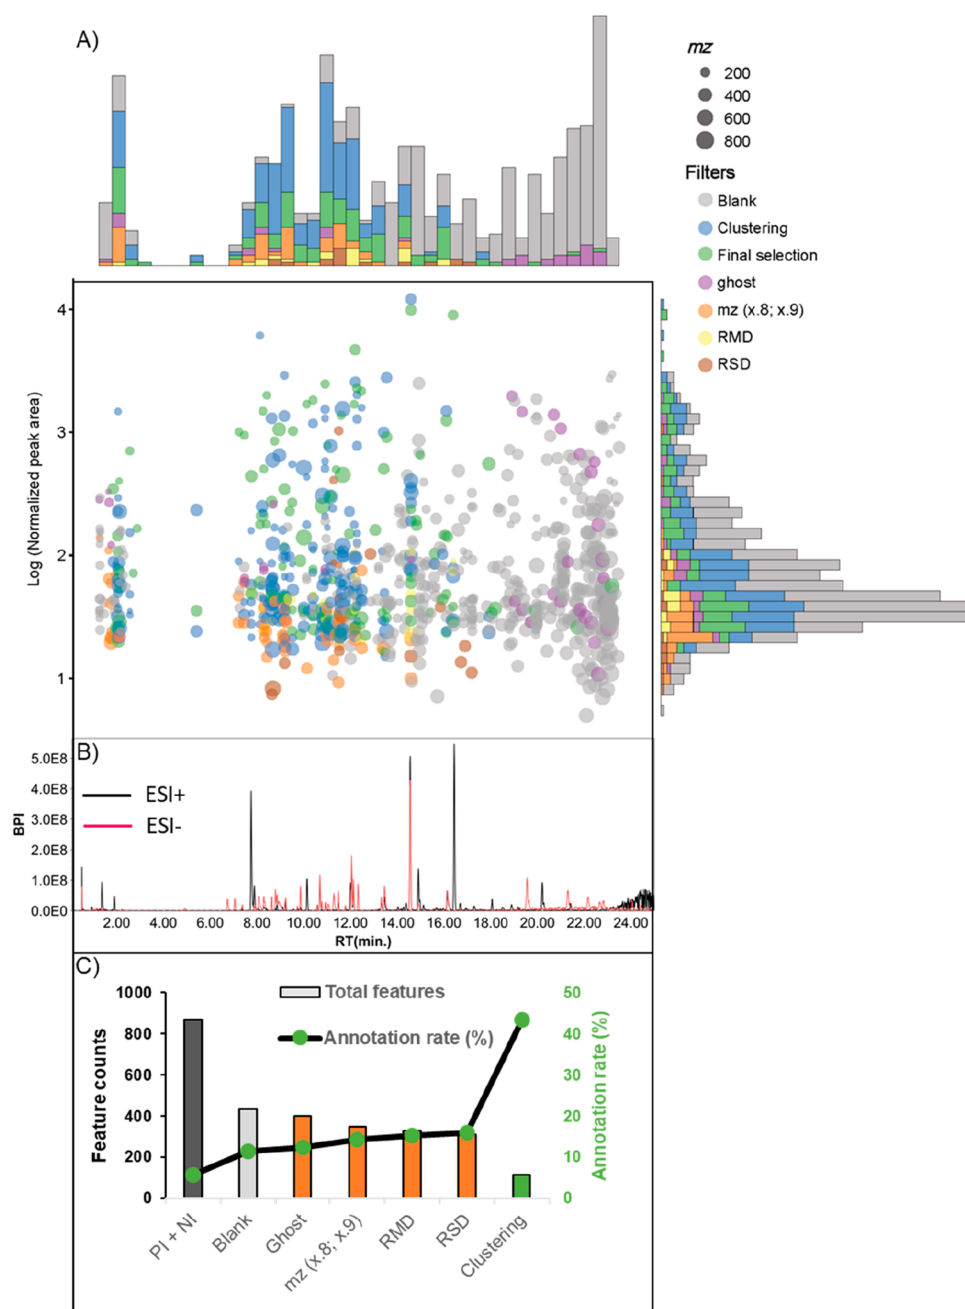 A)
mz
200
400
600
800
Filters
Blank
Clustering
Final selection
ghost
mz (x.8; x.9)
RMD
RSD
4
3
2
1
Log (Normalized peak area)
B)
5.0E8
4.0E8
3.0E8
2.0E8
1.0E8
0.0E0
BPI
ESI+
ESI-
2.00 4.00 6.00 8.00 10.00 12.00 14.00 16.00 18.00 20.00 22.00 24.00
RT(min.)
C)
1000
800
600
400
200
0
Feature counts
Total features
Annotation rate (%)
50
40
30
20
10
0
Annotation rate (%)
PI + NI
Blank
Ghost
mz (x.8; x.9)
RMD
RSD
Clustering